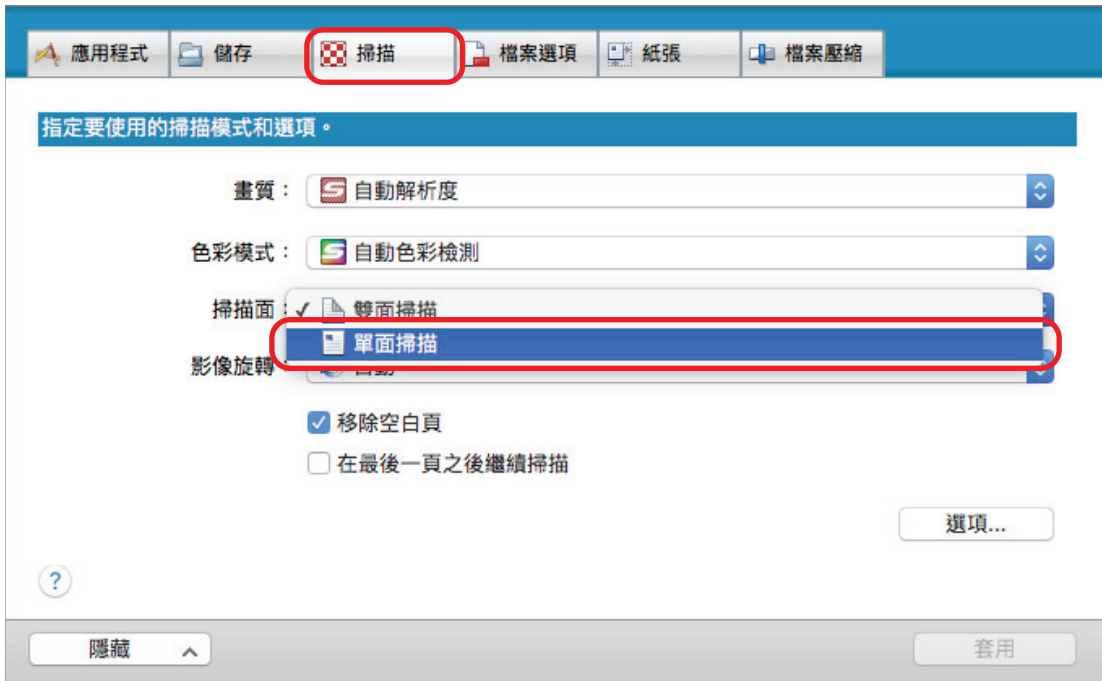 應用程式 儲存 掃描 檔案選項 紙張 檔案壓縮
指定要使用的掃描模式和選項。
畫質： 自動解析度
色彩模式： 自動色彩檢測
掃描面： ✓ 雙面掃描
單面掃描
影像旋轉： 自動
移除空白頁
在最後一頁之後繼續掃描
選項...
?
隱藏 套用